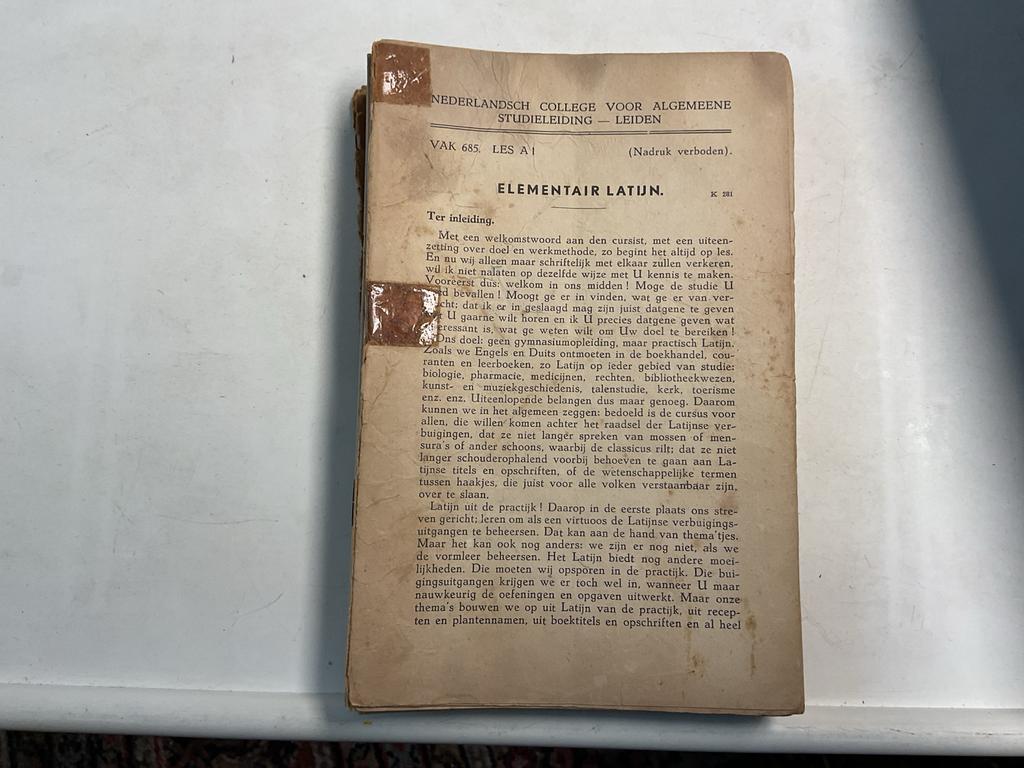 NEDERLANDSCH COLLEGE VOOR ALGEMEENE
STUDIELEIDING — LEIDEN
VAK 685. LES A 1 (Nadruk verboden).
ELEMENTAIR LATIJN. K 281
Ter inleiding.
Met een welkomstwoord aan den cursist, met een uiteen-
zetting over doel en werkmethode, zo begint het altijd op les.
En nu wij alleen maar schriftelijk met elkaar zullen verkeren,
wil ik niet nalaten op dezelfde wijze met U kennis te maken.
Vooreerst dus: welkom in ons midden! Moge de studie U
bevallen! Moogt ge er in vinden, wat ge er van ver-
cht; dat ik er in geslaagd mag zijn juist datgene te geven
U gaarne wilt horen en ik U precies datgene geven wat
eressant is, wat ge weten wilt om Uw doel te bereiken!
Ons doel: geen gymnasiumopleiding, maar practisch Latijn.
Zoals we Engels en Duits ontmoeten in de boekhandel, cou-
ranten en leerboeken, zo Latijn op ieder gebied van studie:
biologie, pharmacie, medicijnen, rechten, bibliotheekwezen,
kunst- en muziekgeschiedenis, talenstudie, kerk, toerisme
enz. enz. Uiteenlopende belangen dus maar genoeg. Daarom
kunnen we in het algemeen zeggen: bedoeld is de cursus voor
allen, die willen komen achter het raadsel der Latijnse ver-
buigingen, dat ze niet langer spreken van mossen of men-
sura's of ander schoons, waarbij de classicus rilt; dat ze niet
langer schouderophalend voorbij behoeven te gaan aan La-
tijnse titels en opschriften, of de wetenschappelijke termen
tussen haakjes, die juist voor alle volken verstaanbaar zijn,
over te slaan.
Latijn uit de practijk! Daarop in de eerste plaats ons stre-
ven gericht; leren om als een virtuoos de Latijnse verbuigings-
uitgangen te beheersen. Dat kan aan de hand van thema'tjes.
Maar het kan ook nog anders: we zijn er nog niet, als we
de vormleer beheersen. Het Latijn biedt nog andere moei-
lijkheden. Die moeten wij opsporen in de practijk. Die bui-
gingsuitgangen krijgen we er toch wel in, wanneer U maar
nauwkeurig de oefeningen en opgaven uitwerkt. Maar onze
thema's bouwen we op uit Latijn van de practijk, uit recep-
ten en plantennamen, uit boektitels en opschriften en al heel